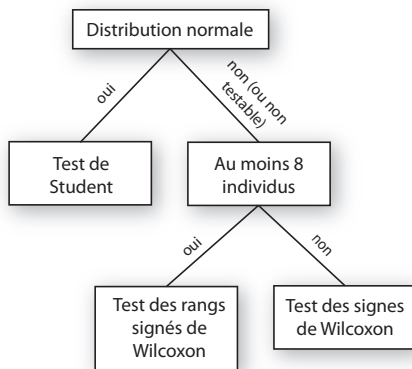 Distribution normale
oui
non (ou non
testable)
Test de
Student
Au moins 8
individus
oui
non
Test des rangs
signés de
Wilcoxon
Test des signes
de Wilcoxon